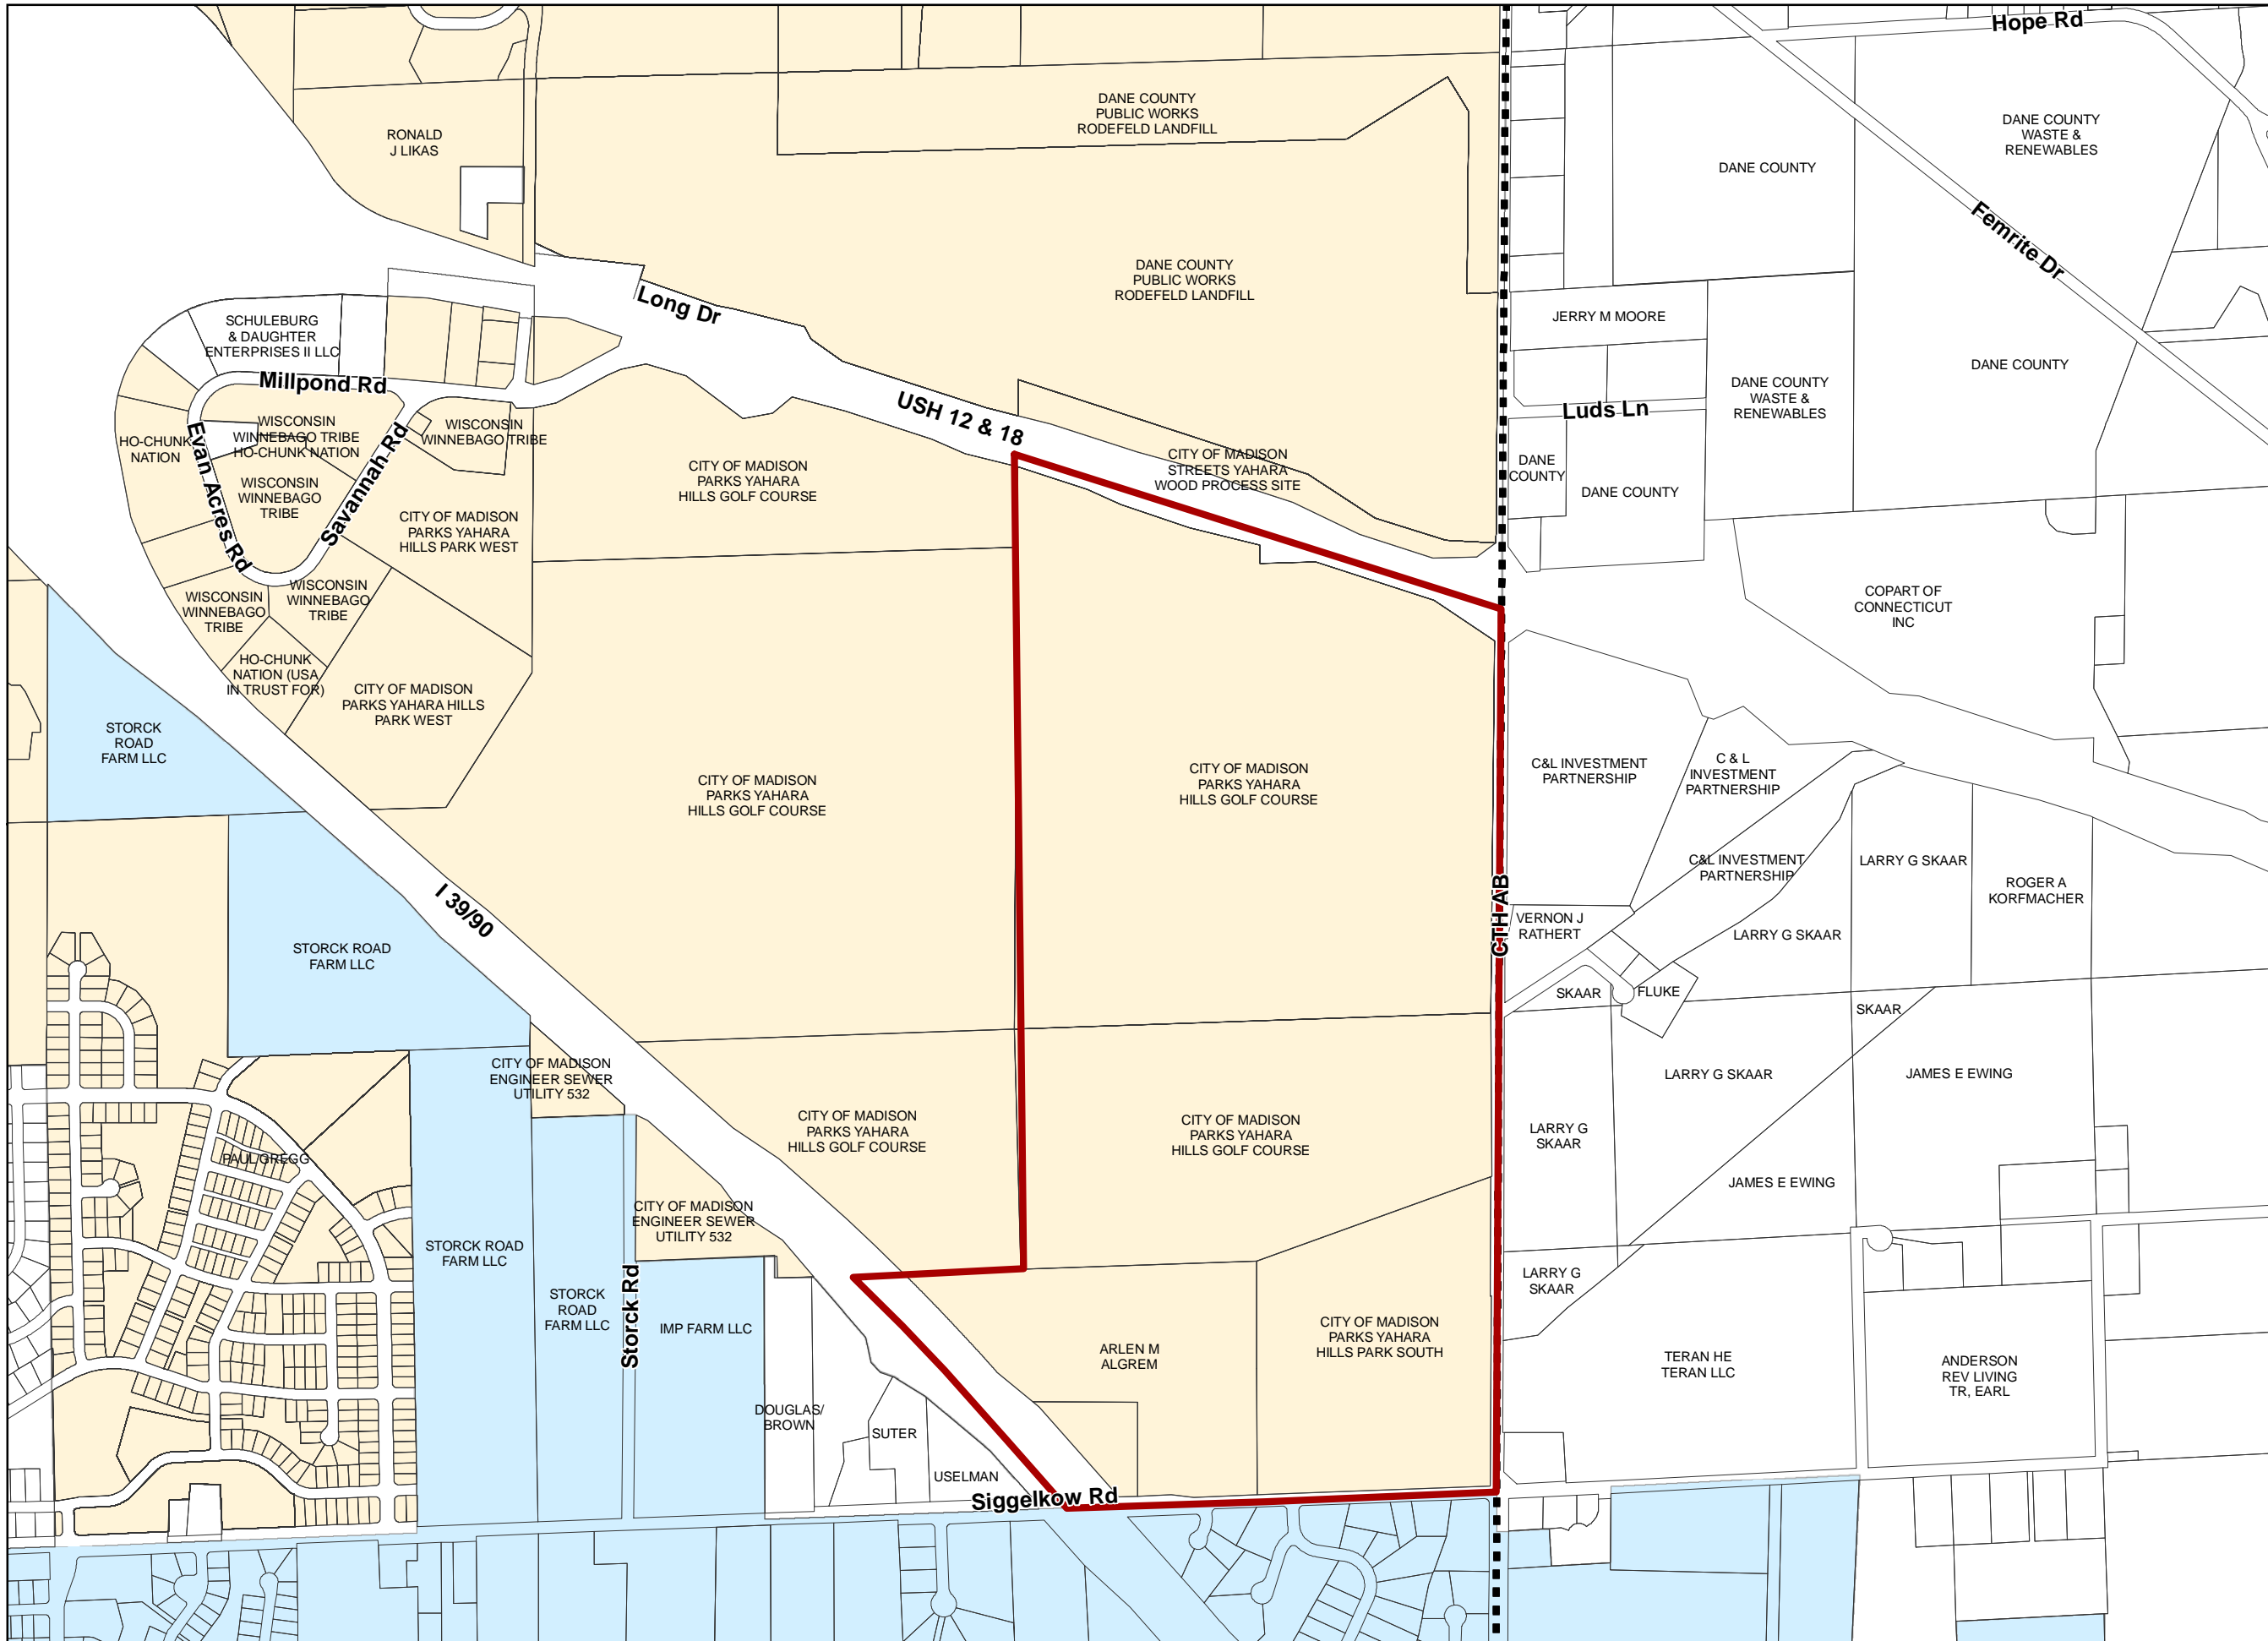 Hope Rd
DANE COUNTY
PUBLIC WORKS
RODEFELD LANDFILL
RONALD
J LIKAS
DANE COUNTY
WASTE &
RENEWABLES
DANE COUNTY
Femrite Dr
DANE COUNTY
PUBLIC WORKS
RODEFELD LANDFILL
Long Dr
JERRY M MOORE
SCHULEBURG
& DAUGHTER
ENTERPRISES II LLC
DANE COUNTY
Millpond Rd
DANE COUNTY
WASTE &
RENEWABLES
USH 12 & 18
Luds Ln
HO-CHUNK
NATION
Evan Acres Rd
WISCONSIN
WINNEBAGO TRIBE
HO-CHUNK NATION
WISCONSIN
WINNEBAGO TRIBE
Savannah Rd
WISCONSIN
WINNEBAGO
TRIBE
CITY OF MADISON
PARKS YAHARA
HILLS GOLF COURSE
CITY OF MADISON
STREETS YAHARA
WOOD PROCESS SITE
DANE
COUNTY
DANE COUNTY
CITY OF MADISON
PARKS YAHARA
HILLS PARK WEST
WISCONSIN
WINNEBAGO
TRIBE
WISCONSIN
WINNEBAGO
TRIBE
COPART OF
CONNECTICUT
INC
HO-CHUNK
NATION (USA
IN TRUST FOR)
CITY OF MADISON
PARKS YAHARA HILLS
PARK WEST
STORCK
ROAD
FARM LLC
CITY OF MADISON
PARKS YAHARA
HILLS GOLF COURSE
CITY OF MADISON
PARKS YAHARA
HILLS GOLF COURSE
C&L INVESTMENT
PARTNERSHIP
C & L
INVESTMENT
PARTNERSHIP
C&L INVESTMENT
PARTNERSHIP
LARRY G SKAAR
ROGER A
KORFMACHER
I 39/90
CTH AB
VERNON J
RATHERT
LARRY G SKAAR
STORCK ROAD
FARM LLC
SKAAR
FLUKE
SKAAR
CITY OF MADISON
ENGINEER SEWER
UTILITY 532
LARRY G SKAAR
JAMES E EWING
CITY OF MADISON
PARKS YAHARA
HILLS GOLF COURSE
CITY OF MADISON
PARKS YAHARA
HILLS GOLF COURSE
LARRY G
SKAAR
PAUL GREGG
JAMES E EWING
CITY OF MADISON
ENGINEER SEWER
UTILITY 532
STORCK ROAD
FARM LLC
LARRY G
SKAAR
STORCK
ROAD
FARM LLC
Storck Rd
IMP FARM LLC
CITY OF MADISON
PARKS YAHARA
HILLS PARK SOUTH
ARLEN M
ALGREM
TERAN HE
TERAN LLC
ANDERSON
REV LIVING
TR, EARL
DOUGLAS/
BROWN
SUTER
USELMAN
Siggelkow Rd